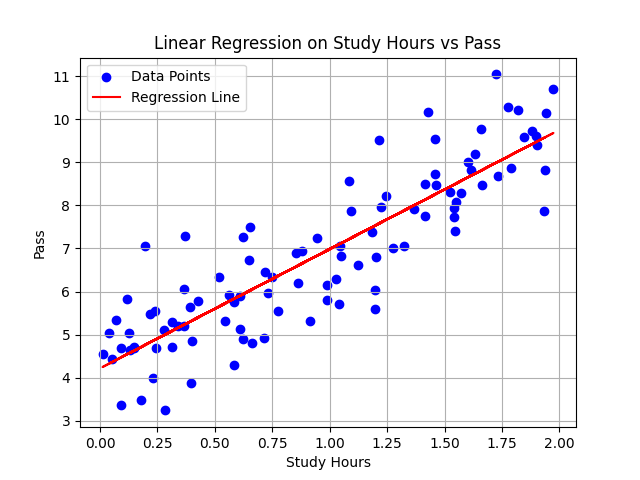 Linear Regression on Study Hours vs Pass
Data Points
Regression Line
11
10
9
8
7
6
5
4
3
Pass
0.00 0.25 0.50 0.75 1.00 1.25 1.50 1.75 2.00
Study Hours